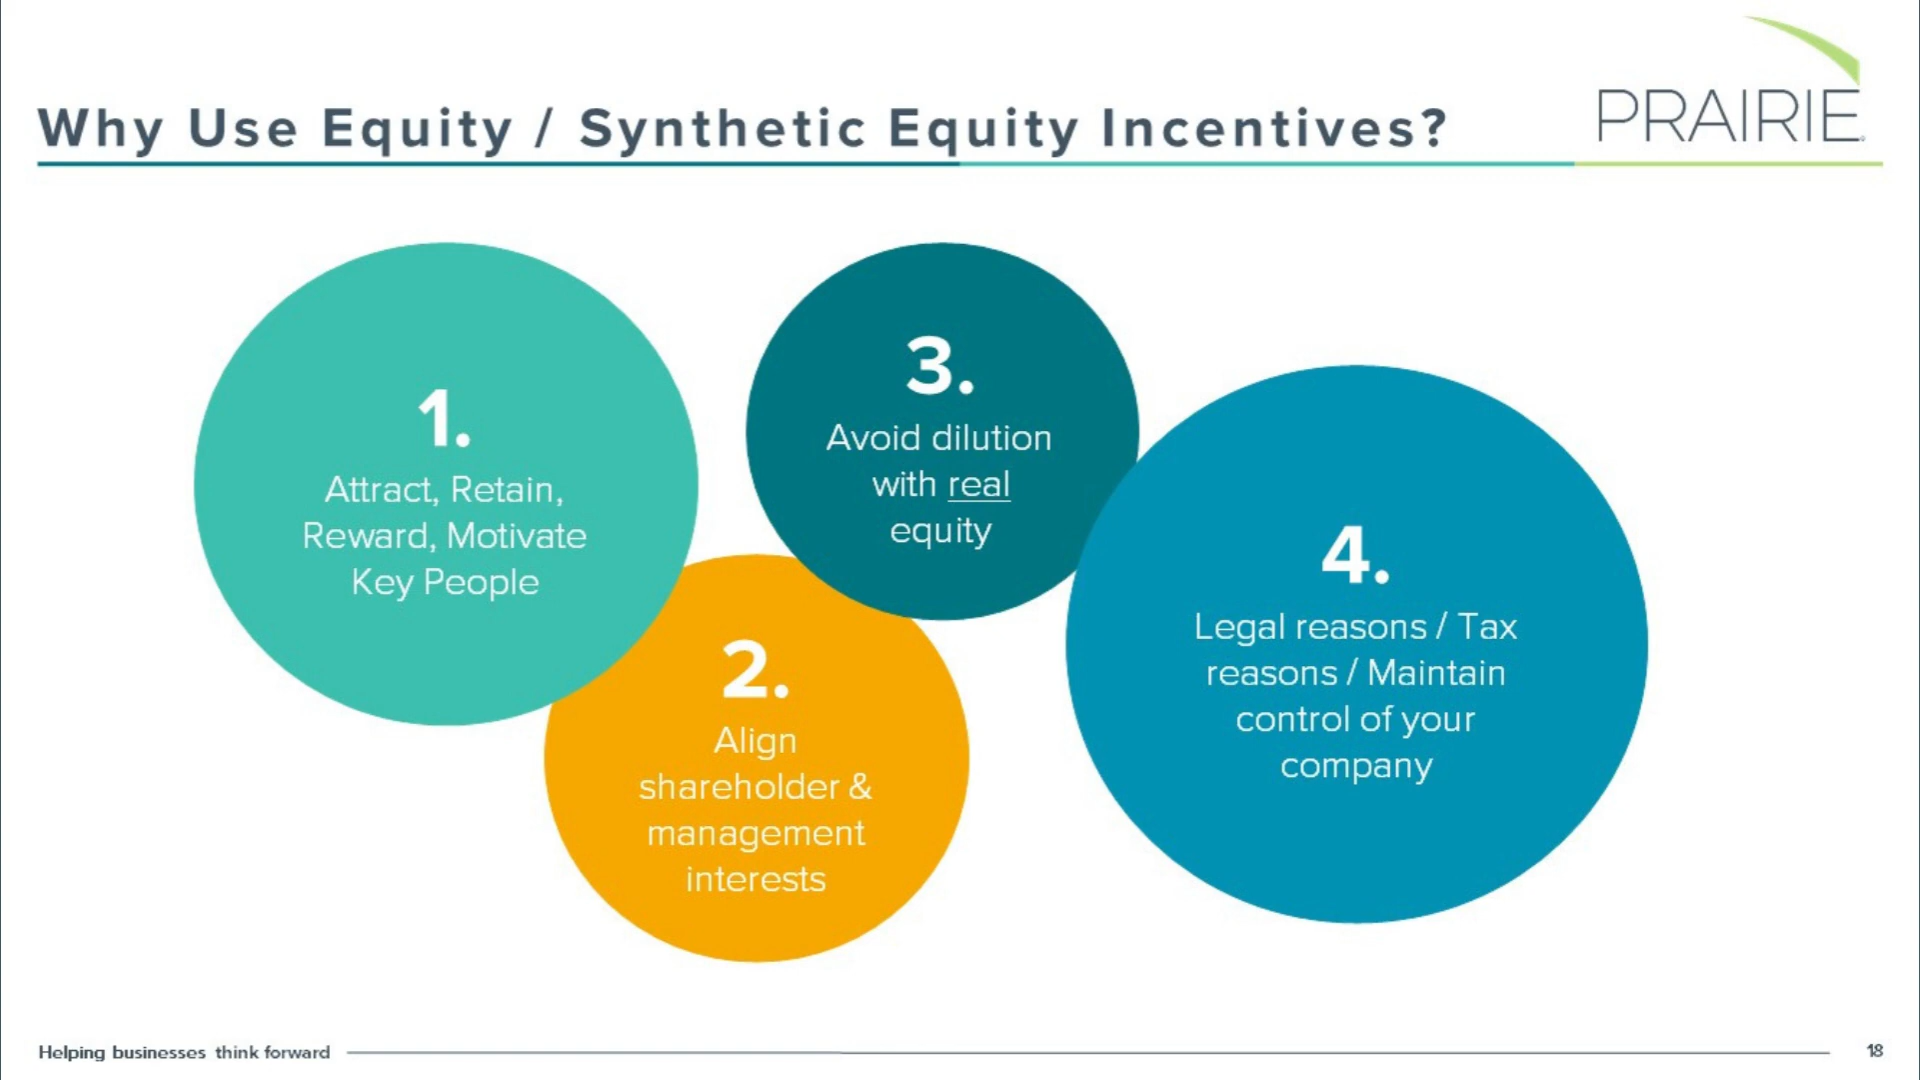 Why Use Equity / Synthetic Equity Incentives?
PRAIRIE
1.
Attract, Retain,
Reward, Motivate
Key People
2.
Align
shareholder &
management
interests
3.
Avoid dilution
with real
equity
4.
Legal reasons / Tax
reasons / Maintain
control of your
company
Helping businesses think forward
18